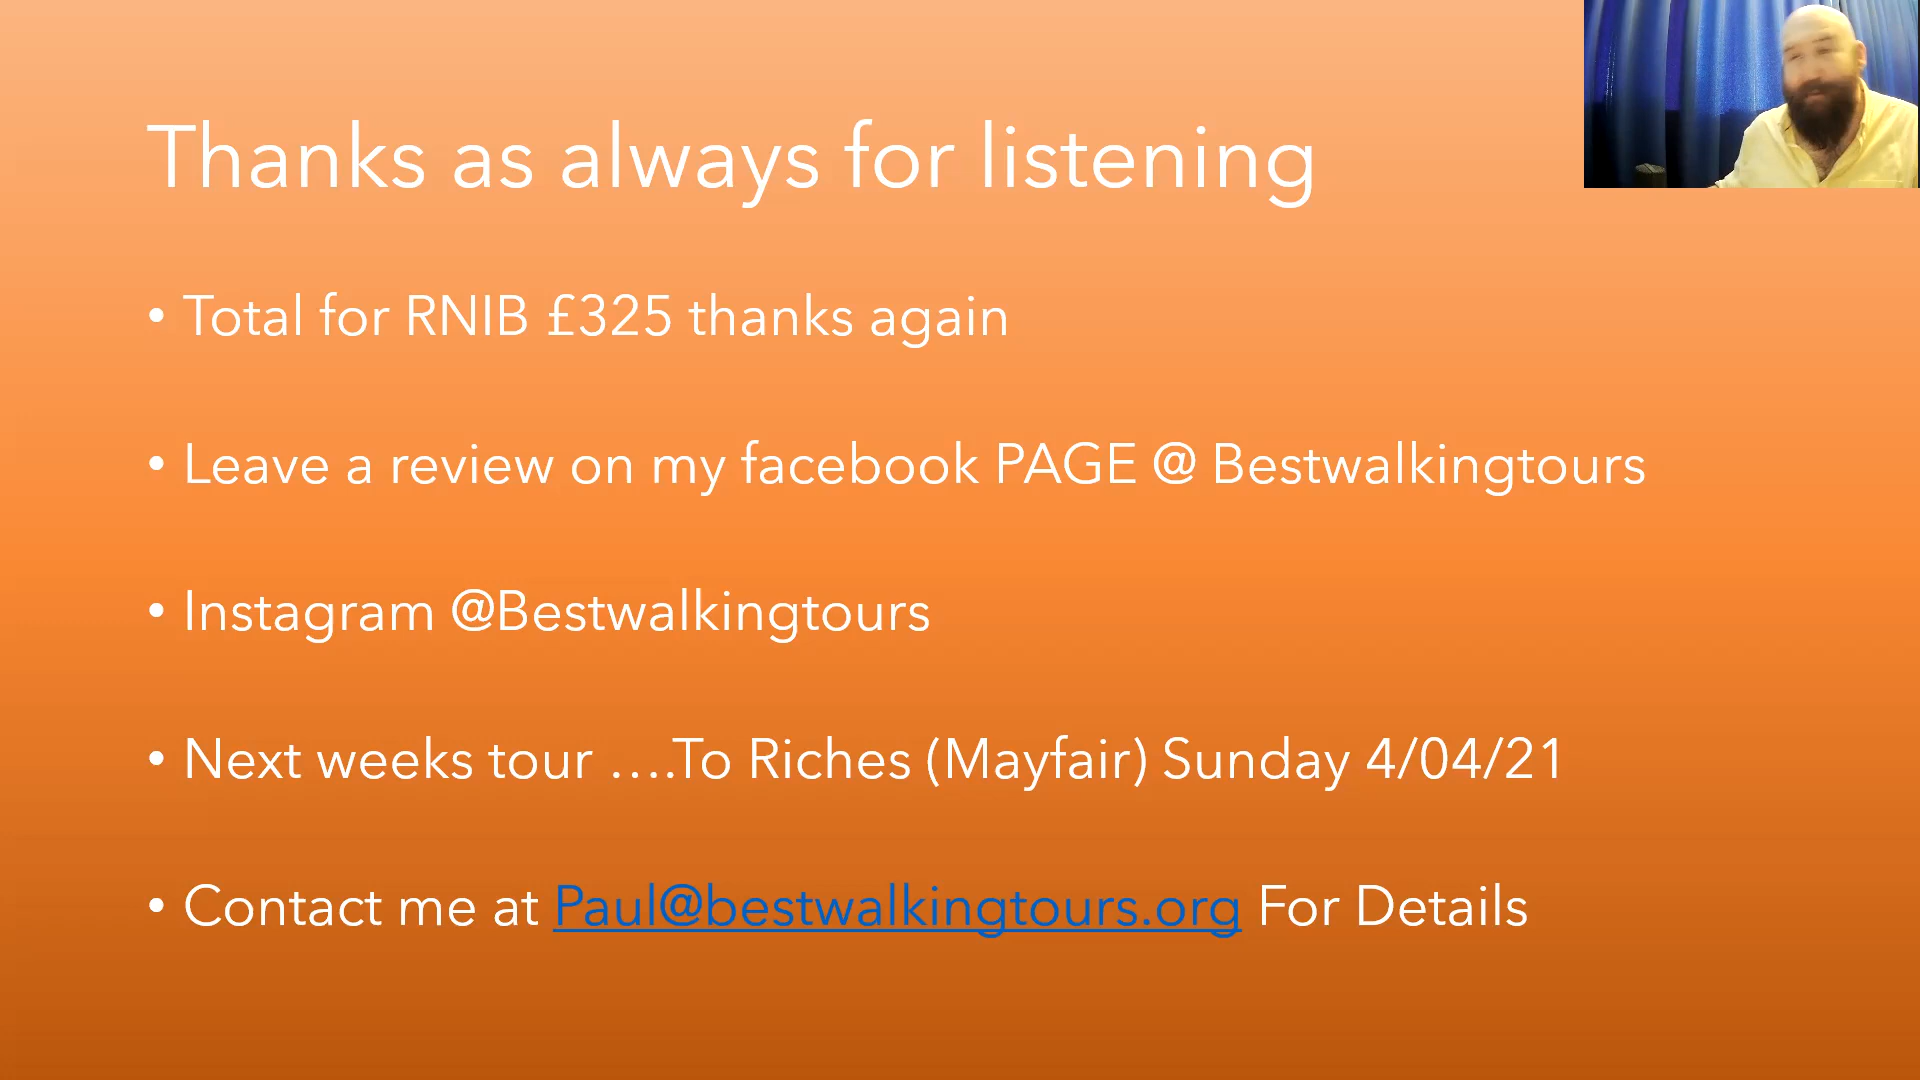 Thanks as always for listening
• Total for RNIB £325 thanks again
• Leave a review on my facebook PAGE @ Bestwalkingtours
• Instagram @Bestwalkingtours
• Next weeks tour ….To Riches (Mayfair) Sunday 4/04/21
• Contact me at Paul@bestwalkingtours.org For Details